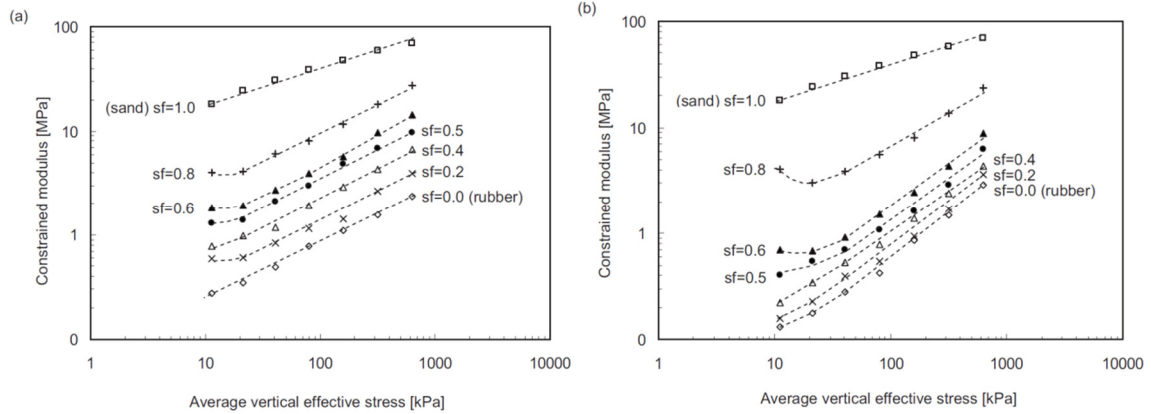 (a)
100
10
1
0
Constrained modulus [MPa]
(sand) sf=1.0
sf=0.8
sf=0.6
sf=0.5
sf=0.4
sf=0.2
sf=0.0 (rubber)
1
10
100
1000
10000
Average vertical effective stress [kPa]
(b)
100
10
1
0
Constrained modulus [MPa]
(sand) sf=1.0
sf=0.8
sf=0.6
sf=0.5
sf=0.4
sf=0.2
sf=0.0 (rubber)
1
10
100
1000
10000
Average vertical effective stress [kPa]